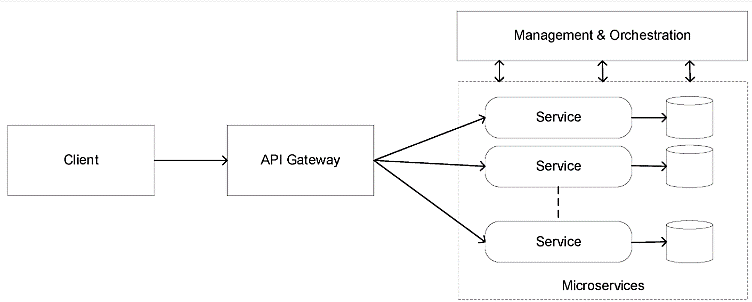 Management & Orchestration
Client
API Gateway
Service
Service
Service
Microservices